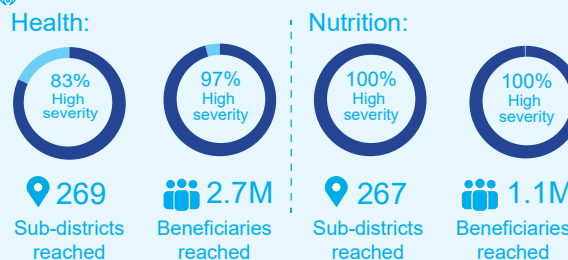 Health:
83%
High
severity
97%
High
severity
269
Sub-districts
reached
2.7M
Beneficiaries
reached
Nutrition:
100%
High
severity
100%
High
severity
267
Sub-districts
reached
1.1M
Beneficiaries
reached